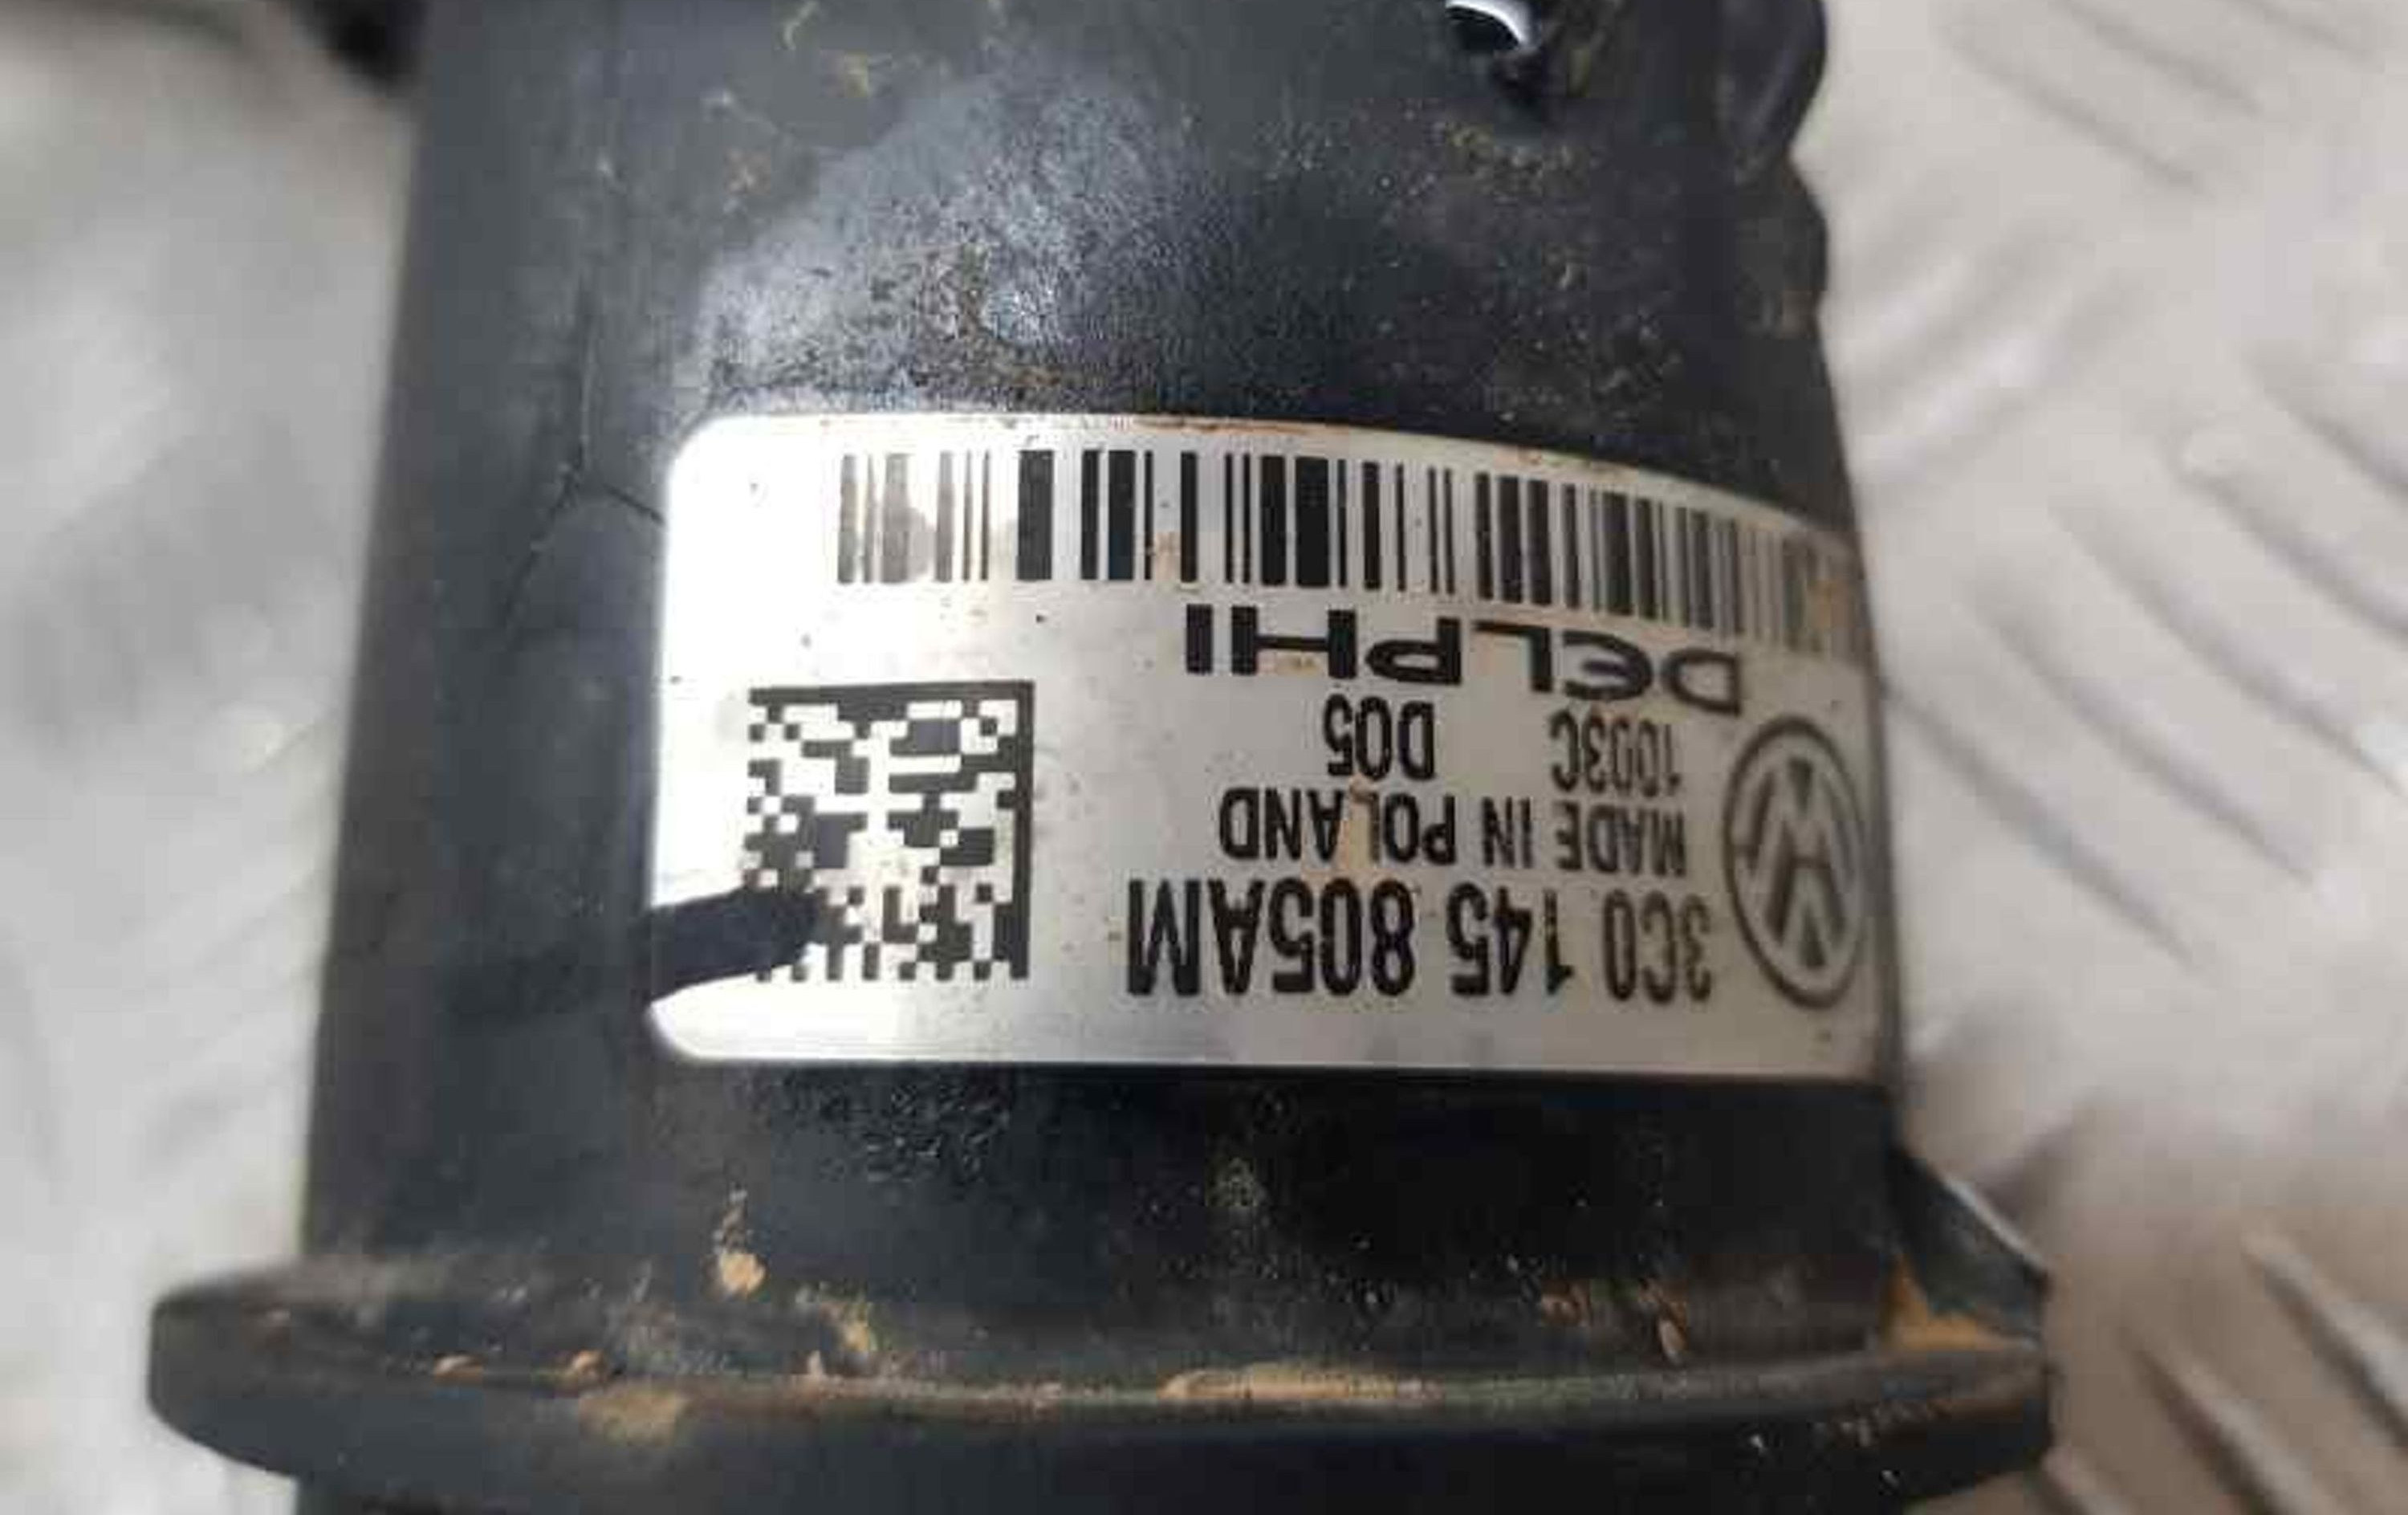 3C0 145 805AM
MADE IN POLAND
1003C D05
DELPHI